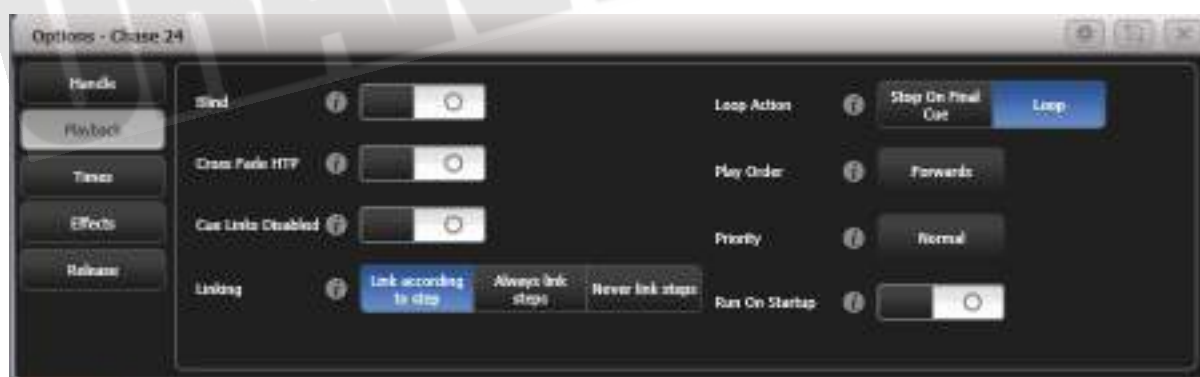 Options - Chase 24
Handle
Playback
Times
Effects
Release
Blind
Cross Fade HTP
Cue Links Disabled
Linking
Link according
to step
Always link
steps
Never link steps
Loop Action
Stop On Final
Cue
Loop
Play Order
Forwards
Priority
Normal
Run On Startup